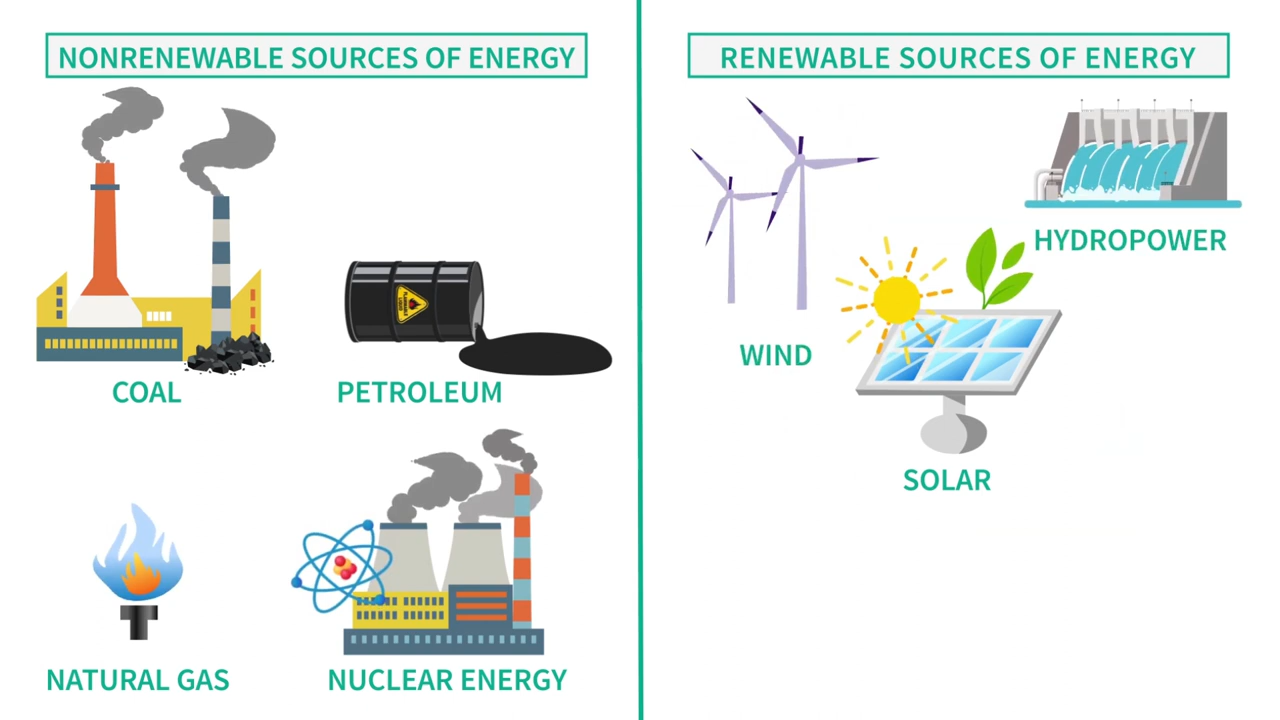 NONRENEWABLE SOURCES OF ENERGY
COAL
PETROLEUM
NATURAL GAS
NUCLEAR ENERGY
RENEWABLE SOURCES OF ENERGY
HYDROPOWER
WIND
SOLAR